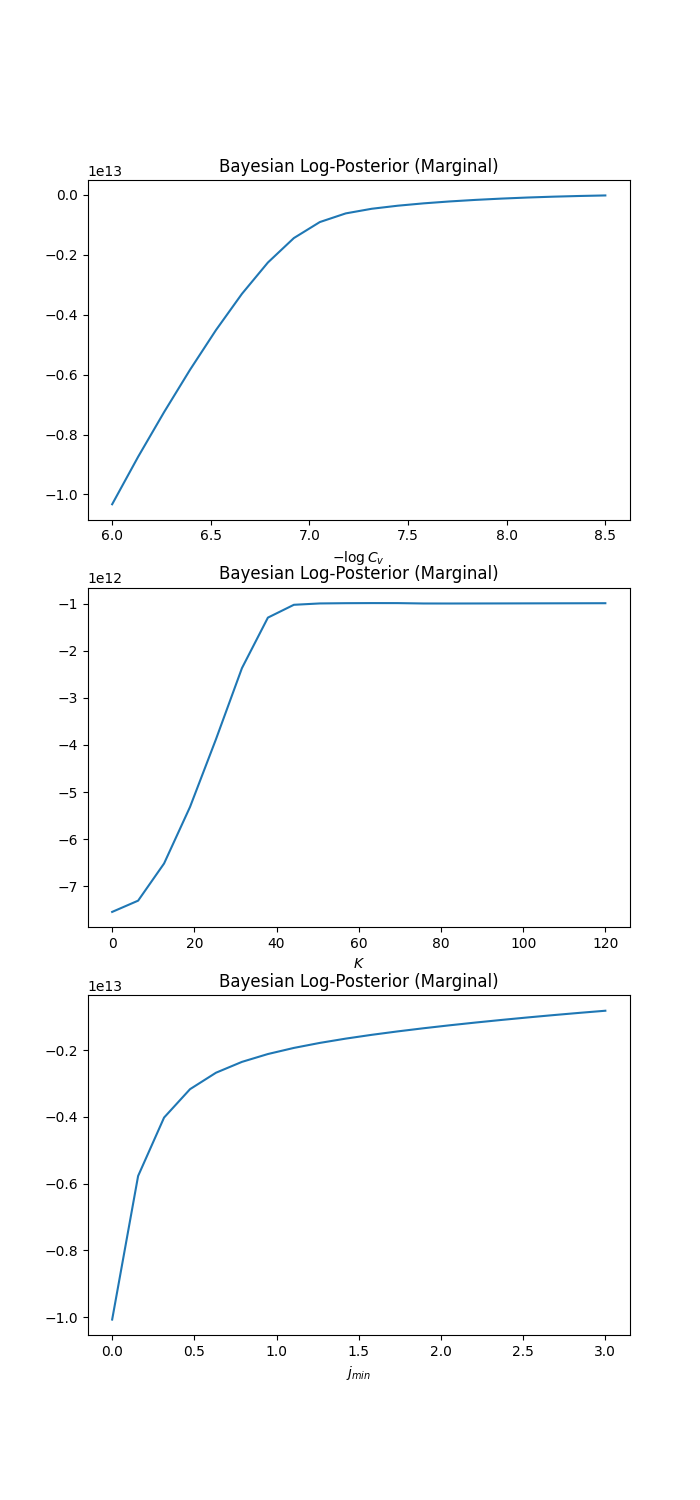 Bayesian Log-Posterior (Marginal)
1e13
0.0
−0.2
−0.4
−0.6
−0.8
−1.0
6.0 6.5 7.0 7.5 8.0 8.5
−log C_v
Bayesian Log-Posterior (Marginal)
1e12
−1
−2
−3
−4
−5
−6
−7
0 20 40 60 80 100 120
K
Bayesian Log-Posterior (Marginal)
1e13
−0.2
−0.4
−0.6
−0.8
−1.0
0.0 0.5 1.0 1.5 2.0 2.5 3.0
j_min